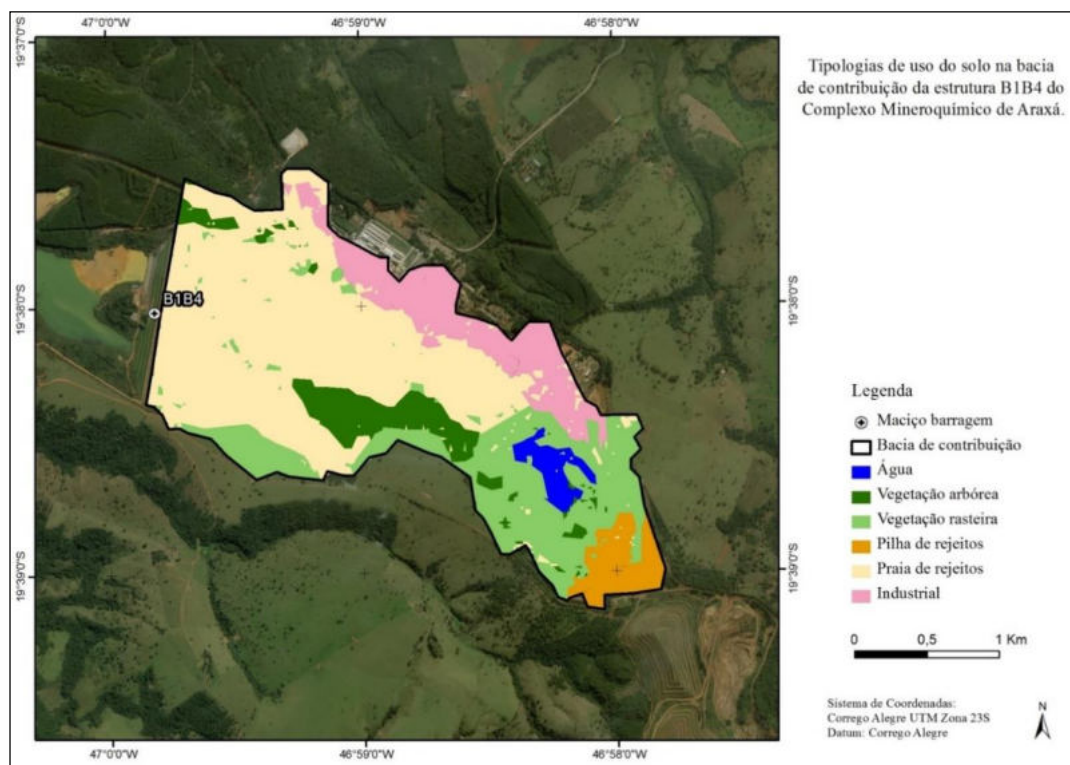 47°0'0"W
46°59'0"W
46°58'0"W
19°37'0"S
Tipologias de uso do solo na bacia
de contribuição da estrutura B1B4 do
Complexo Mineroquímico de Araxá.
B1B4
19°38'0"S
19°38'0"S
Legenda
Maciço barragem
Bacia de contribuição
Água
Vegetação arbórea
Vegetação rasteira
Pilha de rejeitos
Praia de rejeitos
Industrial
19°39'0"S
19°39'0"S
0 0,5 1 Km
Sistema de Coordenadas:
Corrego Alegre UTM Zona 23S
Datum: Corrego Alegre
N
47°0'0"W
46°59'0"W
46°58'0"W